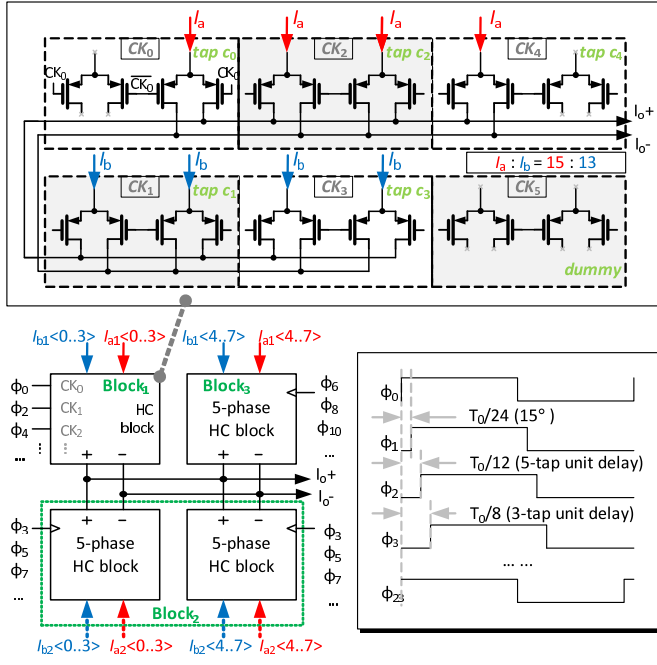 Ia Ia Ia Ia
CK0 tap c0 CK2 tap c2 CK4 tap c4
CK0 CK0 CK0
Io+
Io-
Ib Ib Ib Ib
Ia : Ib = 15 : 13
CK1 tap c1 CK3 tap c3 CK5
dummy
Ib1<0..3> Ia1<0..3> Ib1<4..7> Ia1<4..7>
ϕ0 CK0 Block1 Block3 ϕ6
ϕ2 CK1 HC block 5-phase HC block ϕ8
ϕ4 CK2 ϕ10
... ...
+ − + −
Io+
Io-
+ − + −
ϕ3 5-phase HC block 5-phase HC block ϕ3
ϕ5 ϕ5
ϕ7 ϕ7
... ...
Block2
Ib2<0..3> Ia2<0..3> Ib2<4..7> Ia2<4..7>
ϕ0
T0/24 (15°)
ϕ1
T0/12 (5-tap unit delay)
ϕ2
T0/8 (3-tap unit delay)
ϕ3
... ...
ϕ23